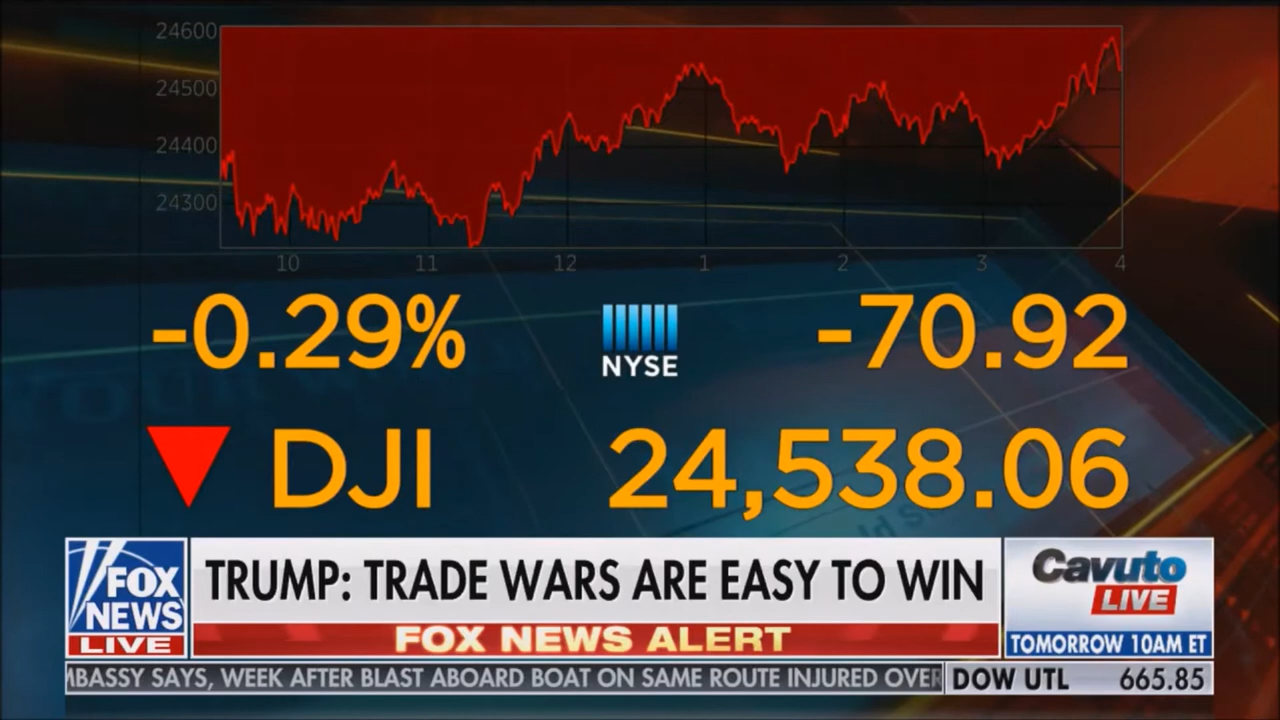 24600
24500
24400
24300
10 11 12 1 2 3 4
-0.29% NYSE -70.92
DJI 24,538.06
FOX NEWS LIVE
TRUMP: TRADE WARS ARE EASY TO WIN
FOX NEWS ALERT
Cavuto LIVE
TOMORROW 10AM ET
MBASSY SAYS, WEEK AFTER BLAST ABOARD BOAT ON SAME ROUTE INJURED OVER
DOW UTL 665.85